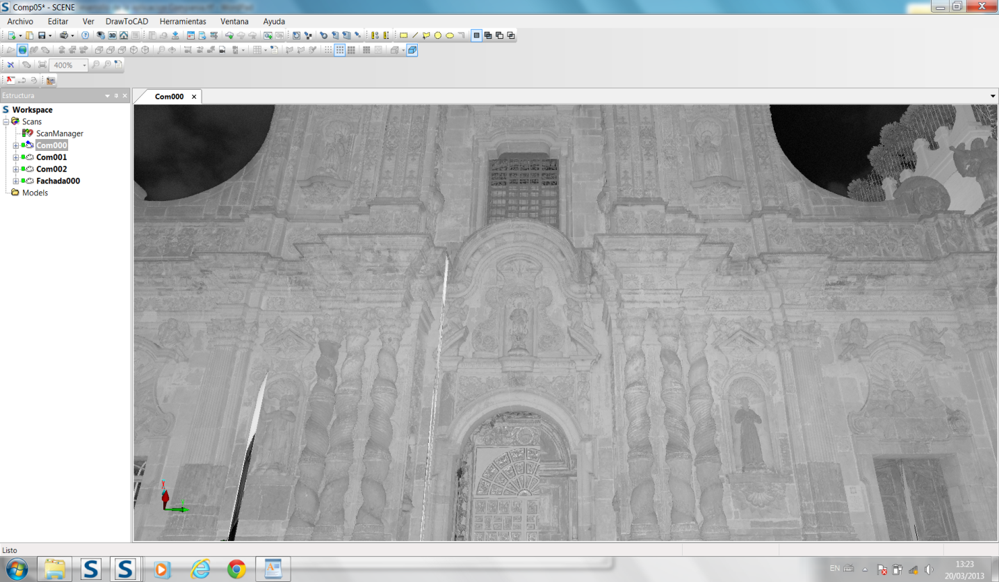 S Comp05* - SCENE
Archivo Editar Ver DrawToCAD Herramientas Ventana Ayuda
3D
400%
Estructura
Com000
S Workspace
Scans
ScanManager
Com000
Com001
Com002
Fachada000
Models
Listo
S S
EN
13:23
20/03/2013